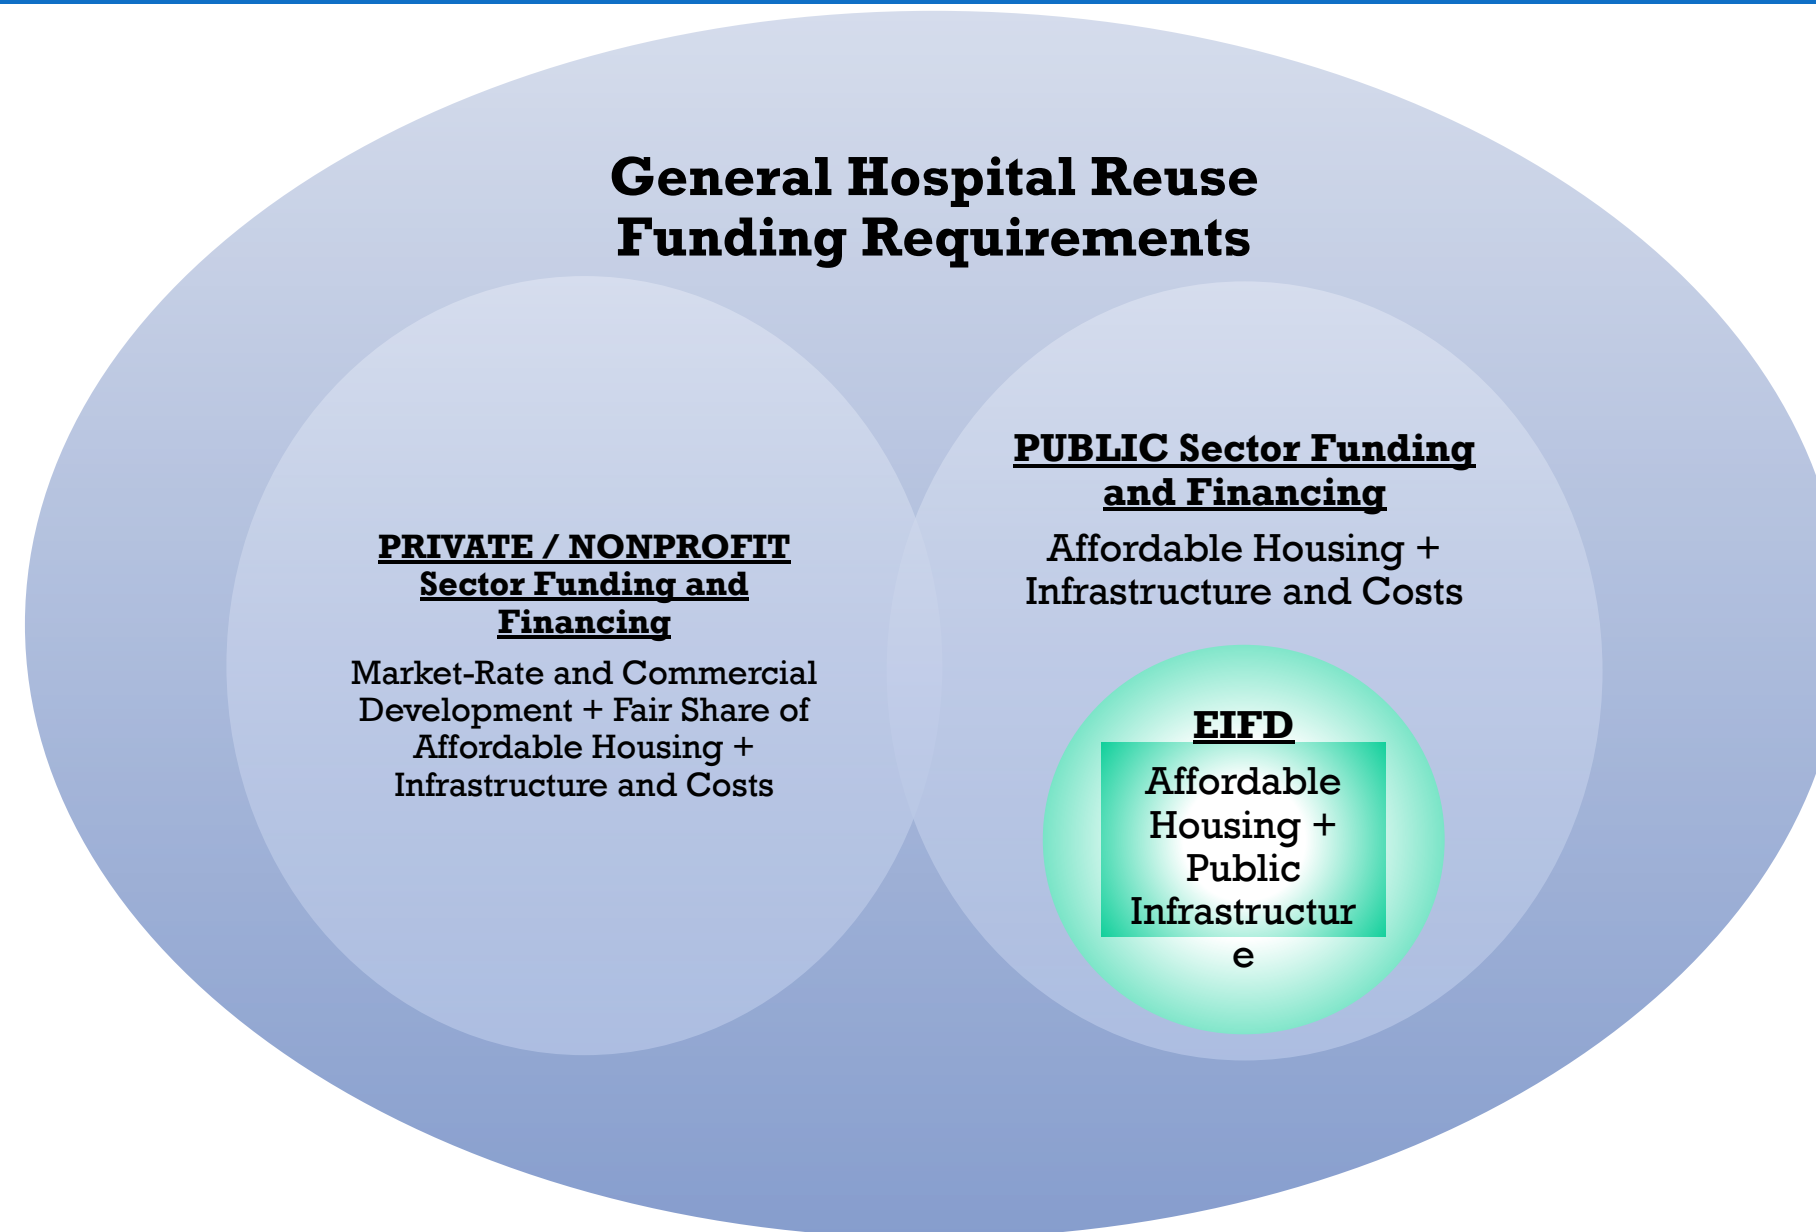 General Hospital Reuse
Funding Requirements
PRIVATE / NONPROFIT
Sector Funding and
Financing
Market-Rate and Commercial
Development + Fair Share of
Affordable Housing +
Infrastructure and Costs
PUBLIC Sector Funding
and Financing
Affordable Housing +
Infrastructure and Costs
EIFD
Affordable
Housing +
Public
Infrastructur
e